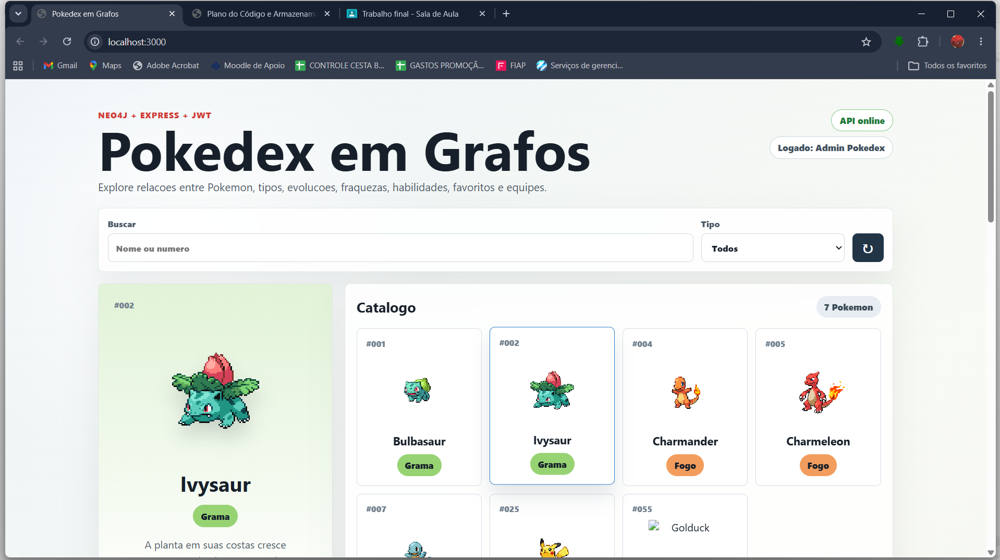 Pokedex em Grafos
Plano do Código e Armazenam
Trabalho final - Sala de Aula
localhost:3000
Gmail
Maps
Adobe Acrobat
Moodle de Apoio
CONTROLE CESTA B...
GASTOS PROMOÇÃ...
FIAP
Serviços de gerenci...
Todos os favoritos
NEO4J + EXPRESS + JWT
API online
Pokedex em Grafos
Logado: Admin Pokedex
Explore relacoes entre Pokemon, tipos, evolucoes, fraquezas, habilidades, favoritos e equipes.
Buscar
Tipo
Nome ou numero
Todos
#002
Ivysaur
Grama
A planta em suas costas cresce
Catalogo
7 Pokemon
#001
Bulbasaur
Grama
#002
Ivysaur
Grama
#004
Charmander
Fogo
#005
Charmeleon
Fogo
#007
#025
#055
Golduck